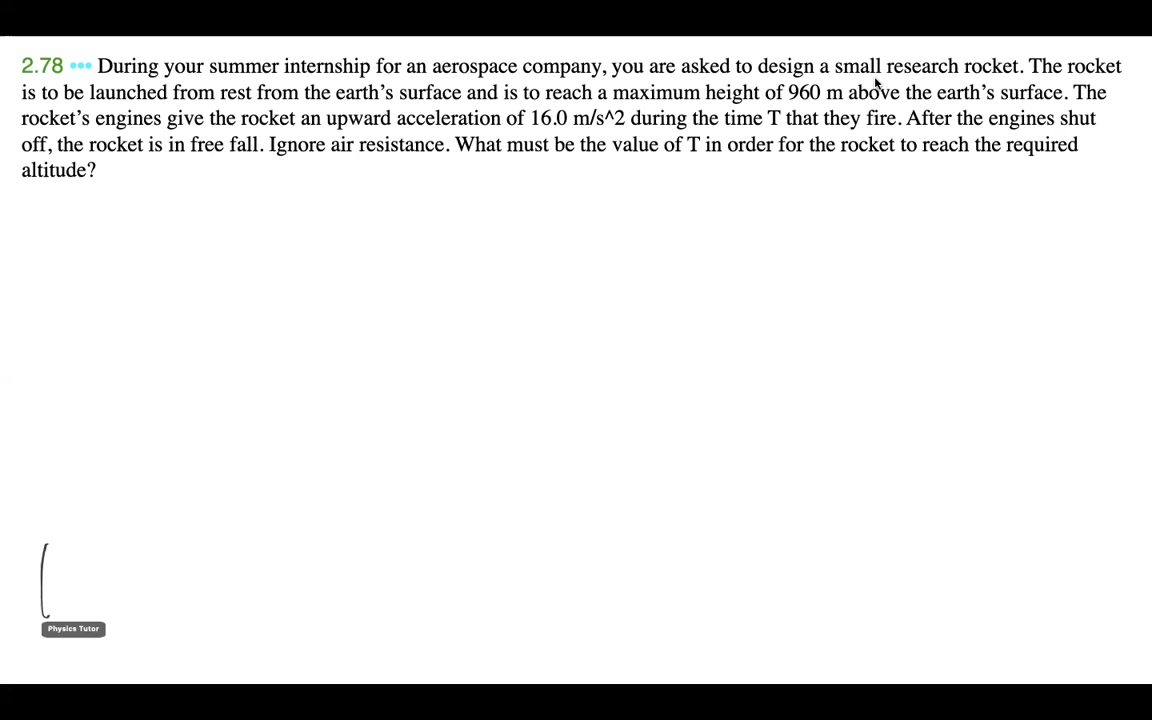 2.78 ••• During your summer internship for an aerospace company, you are asked to design a small research rocket. The rocket
is to be launched from rest from the earth's surface and is to reach a maximum height of 960 m above the earth's surface. The
rocket's engines give the rocket an upward acceleration of 16.0 m/s^2 during the time T that they fire. After the engines shut
off, the rocket is in free fall. Ignore air resistance. What must be the value of T in order for the rocket to reach the required
altitude?
Physics Tutor